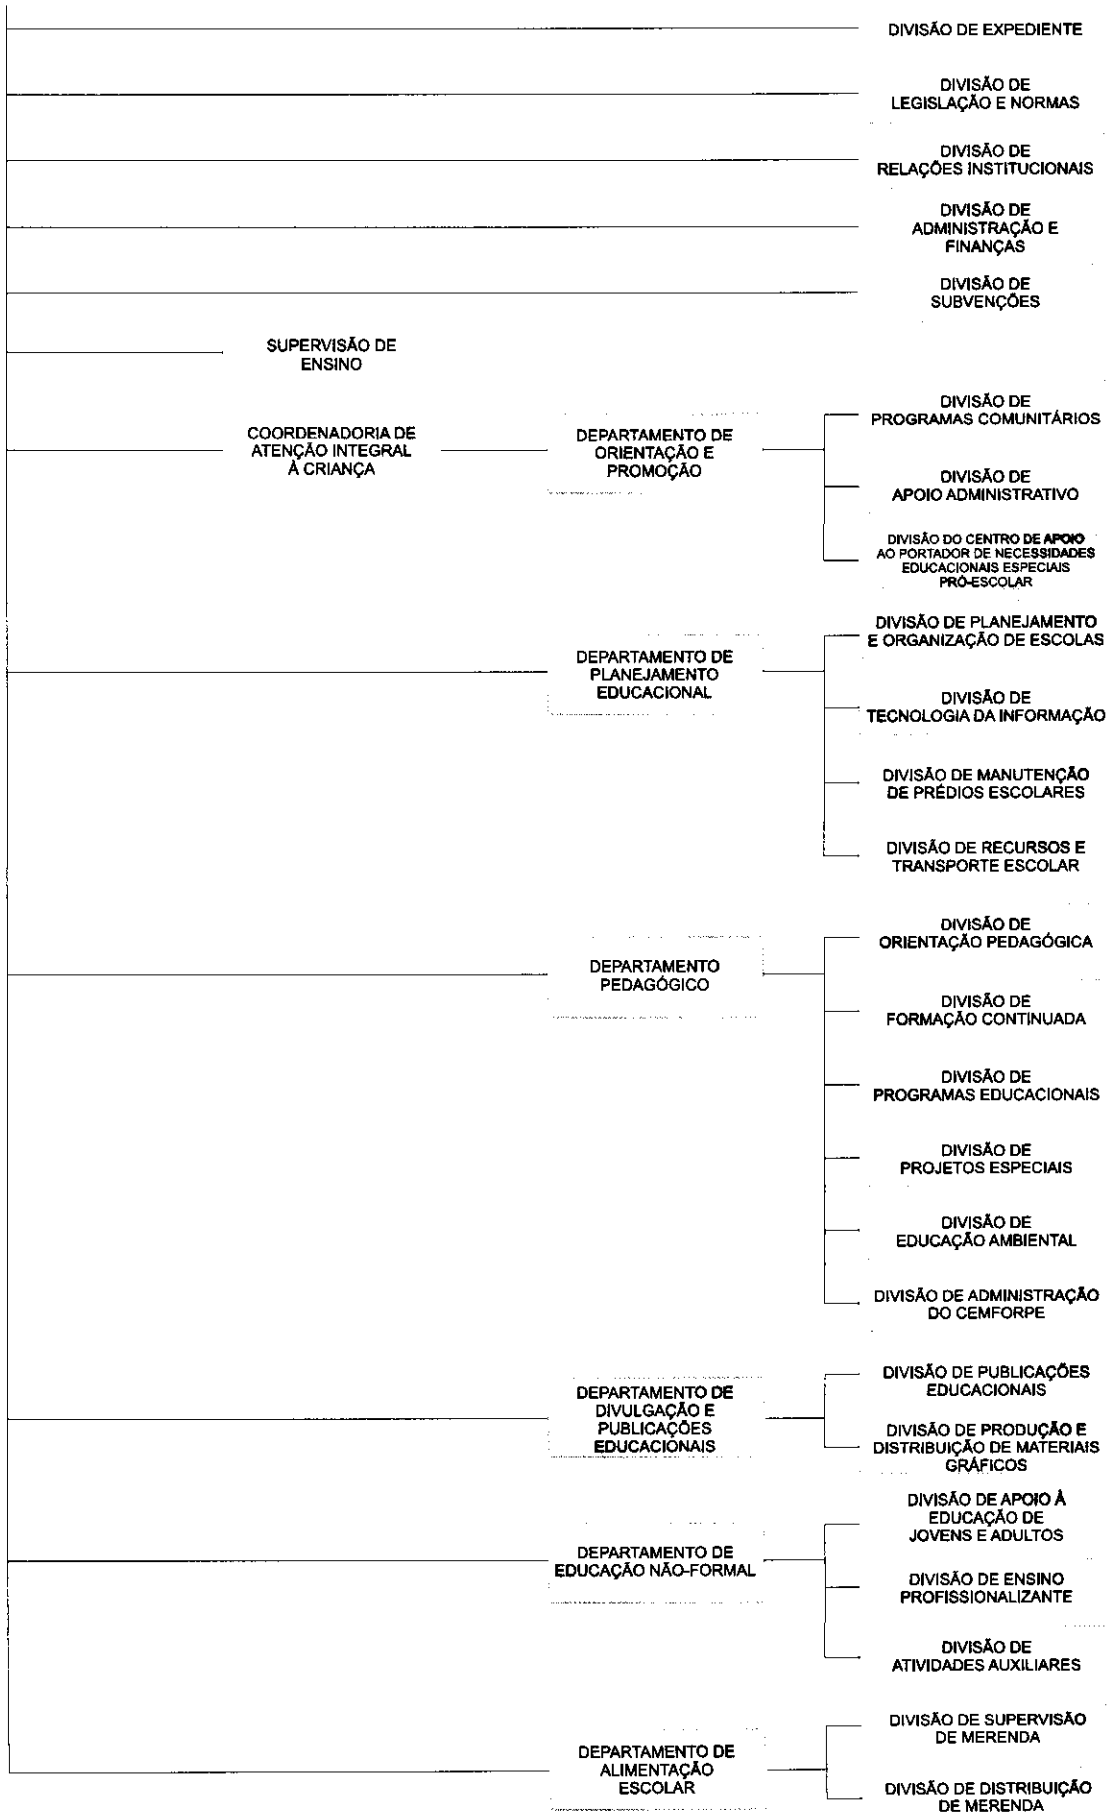 DIVISÃO DE EXPEDIENTE
DIVISÃO DE
LEGISLAÇÃO E NORMAS
DIVISÃO DE
RELAÇÕES INSTITUCIONAIS
DIVISÃO DE
ADMINISTRAÇÃO E
FINANÇAS
DIVISÃO DE
SUBVENÇÕES
SUPERVISÃO DE
ENSINO
COORDENADORIA DE
ATENÇÃO INTEGRAL
À CRIANÇA
DEPARTAMENTO DE
ORIENTAÇÃO E
PROMOÇÃO
DIVISÃO DE
PROGRAMAS COMUNITÁRIOS
DIVISÃO DE
APOIO ADMINISTRATIVO
DIVISÃO DO CENTRO DE APOIO
AO PORTADOR DE NECESSIDADES
EDUCACIONAIS ESPECIAIS
PRÓ-ESCOLAR
DEPARTAMENTO DE
PLANEJAMENTO
EDUCACIONAL
DIVISÃO DE PLANEJAMENTO
E ORGANIZAÇÃO DE ESCOLAS
DIVISÃO DE
TECNOLOGIA DA INFORMAÇÃO
DIVISÃO DE MANUTENÇÃO
DE PRÉDIOS ESCOLARES
DIVISÃO DE RECURSOS E
TRANSPORTE ESCOLAR
DEPARTAMENTO
PEDAGÓGICO
DIVISÃO DE
ORIENTAÇÃO PEDAGÓGICA
DIVISÃO DE
FORMAÇÃO CONTINUADA
DIVISÃO DE
PROGRAMAS EDUCACIONAIS
DIVISÃO DE
PROJETOS ESPECIAIS
DIVISÃO DE
EDUCAÇÃO AMBIENTAL
DIVISÃO DE ADMINISTRAÇÃO
DO CEMFORPE
DEPARTAMENTO DE
DIVULGAÇÃO E
PUBLICAÇÕES
EDUCACIONAIS
DIVISÃO DE PUBLICAÇÕES
EDUCACIONAIS
DIVISÃO DE PRODUÇÃO E
DISTRIBUIÇÃO DE MATERIAIS
GRÁFICOS
DEPARTAMENTO DE
EDUCAÇÃO NÃO-FORMAL
DIVISÃO DE APOIO À
EDUCAÇÃO DE
JOVENS E ADULTOS
DIVISÃO DE ENSINO
PROFISSIONALIZANTE
DIVISÃO DE
ATIVIDADES AUXILIARES
DEPARTAMENTO DE
ALIMENTAÇÃO
ESCOLAR
DIVISÃO DE SUPERVISÃO
DE MERENDA
DIVISÃO DE DISTRIBUIÇÃO
DE MERENDA